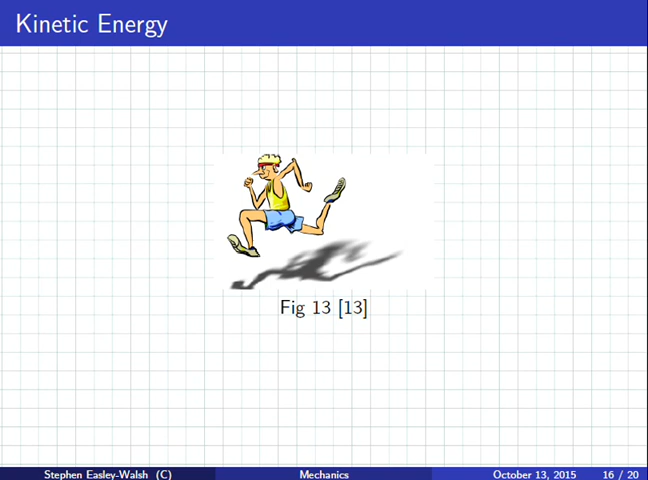 Kinetic Energy
Fig 13 [13]
Stephen Easley-Walsh (C) Mechanics October 13, 2015 16 / 20